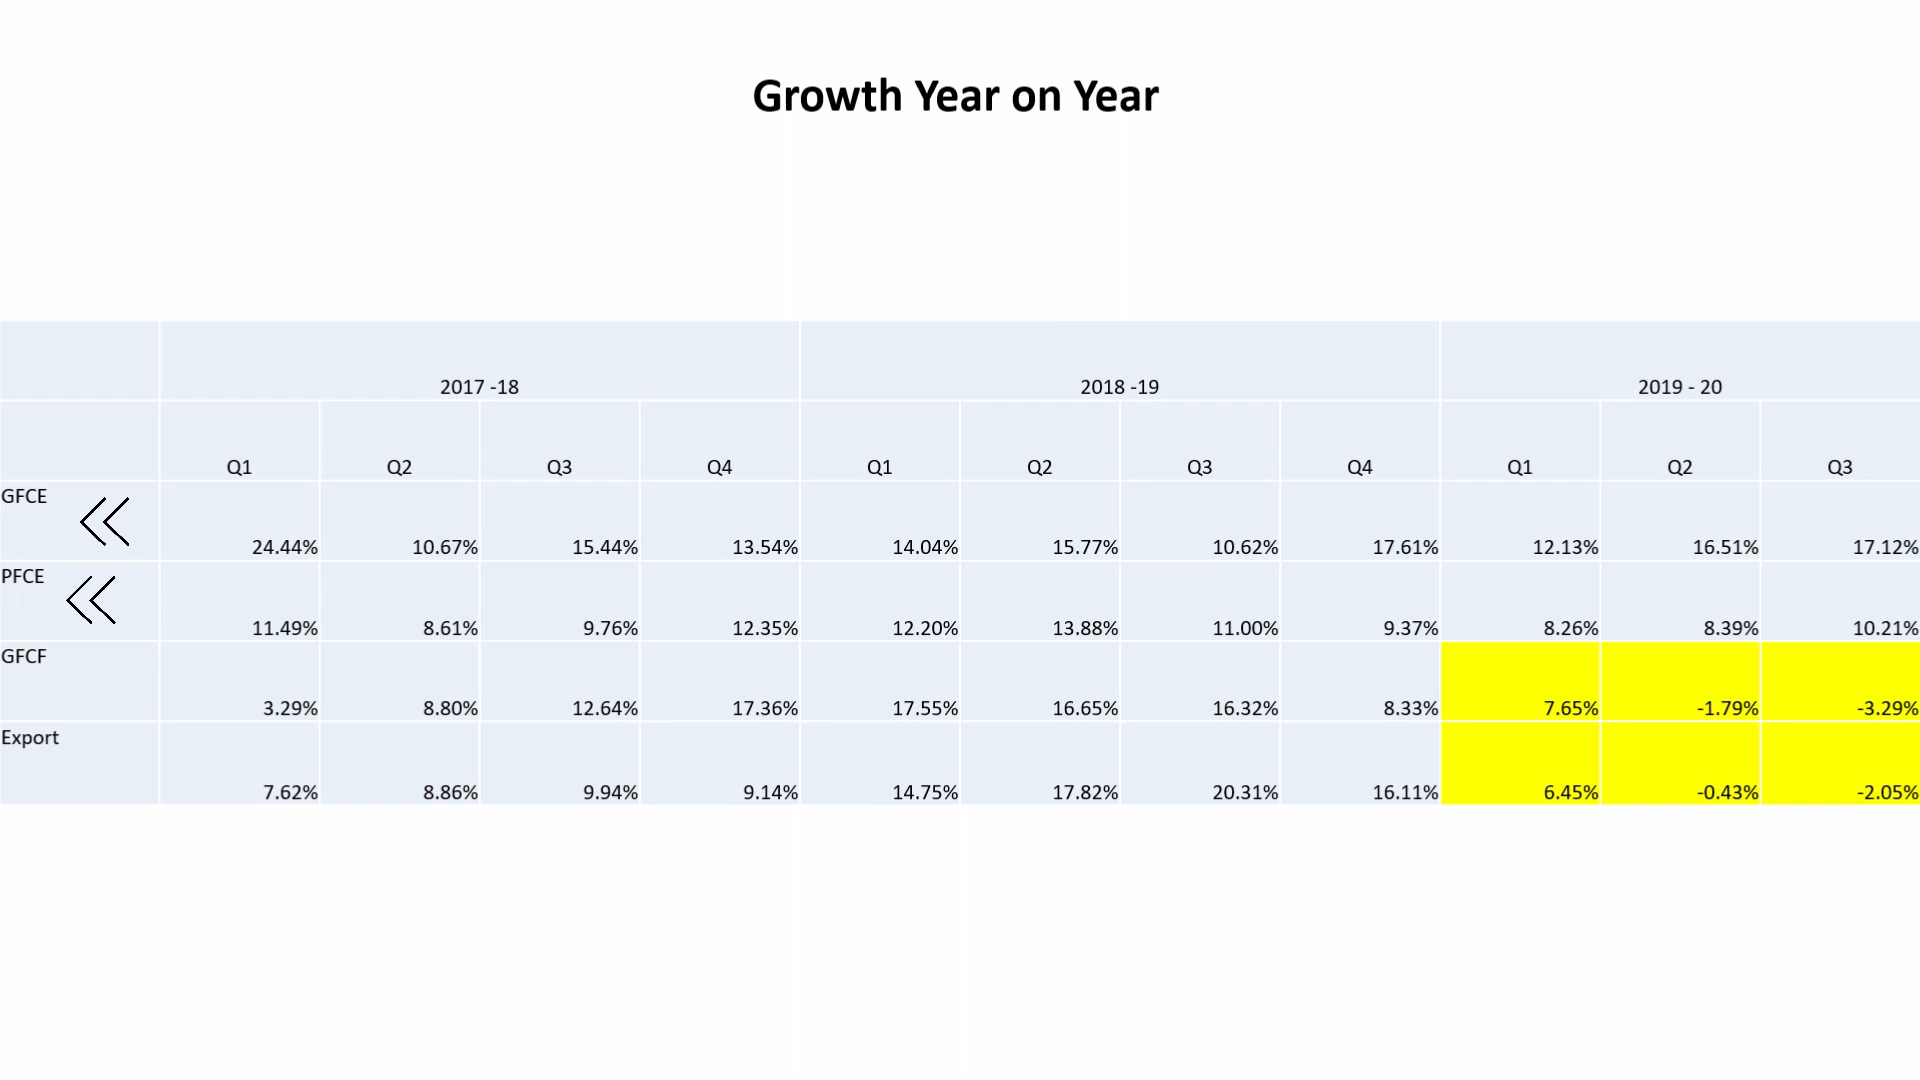 Growth Year on Year
2017 -18 2018 -19 2019 - 20
Q1 Q2 Q3 Q4 Q1 Q2 Q3 Q4 Q1 Q2 Q3
GFCE 24.44% 10.67% 15.44% 13.54% 14.04% 15.77% 10.62% 17.61% 12.13% 16.51% 17.12%
PFCE 11.49% 8.61% 9.76% 12.35% 12.20% 13.88% 11.00% 9.37% 8.26% 8.39% 10.21%
GFCF 3.29% 8.80% 12.64% 17.36% 17.55% 16.65% 16.32% 8.33% 7.65% -1.79% -3.29%
Export 7.62% 8.86% 9.94% 9.14% 14.75% 17.82% 20.31% 16.11% 6.45% -0.43% -2.05%